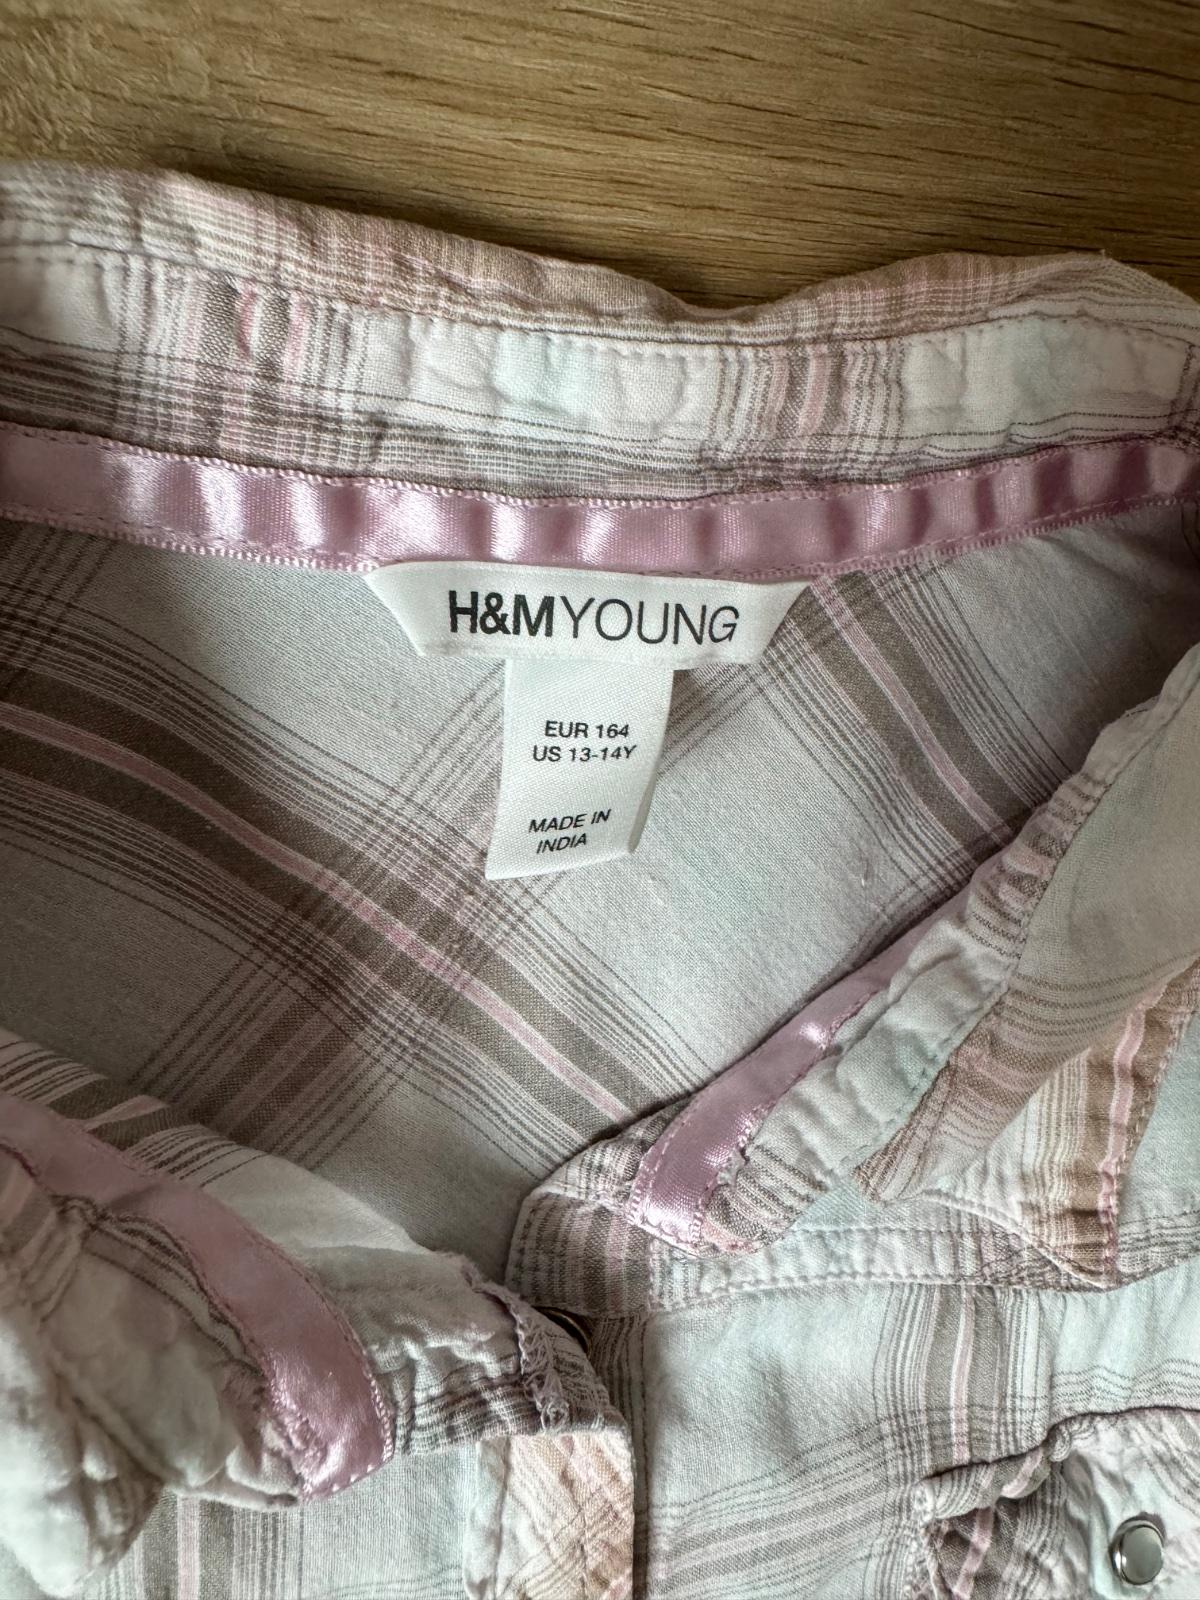 H&MYOUNG
EUR 164
US 13-14Y
MADE IN
INDIA